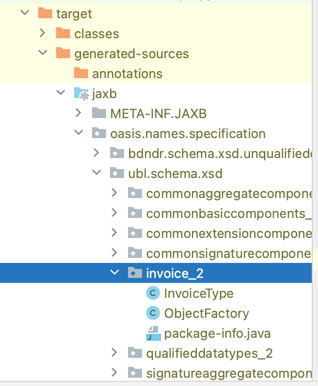 target
classes
generated-sources
annotations
jaxb
META-INF.JAXB
oasis.names.specification
bdndr.schema.xsd.unqualified
ubl.schema.xsd
commonaggregatecompone
commonbasiccomponents_
commonextensioncompone
commonsignaturecompone
invoice_2
InvoiceType
ObjectFactory
package-info.java
qualifieddatatypes_2
signatureaggregatecompone